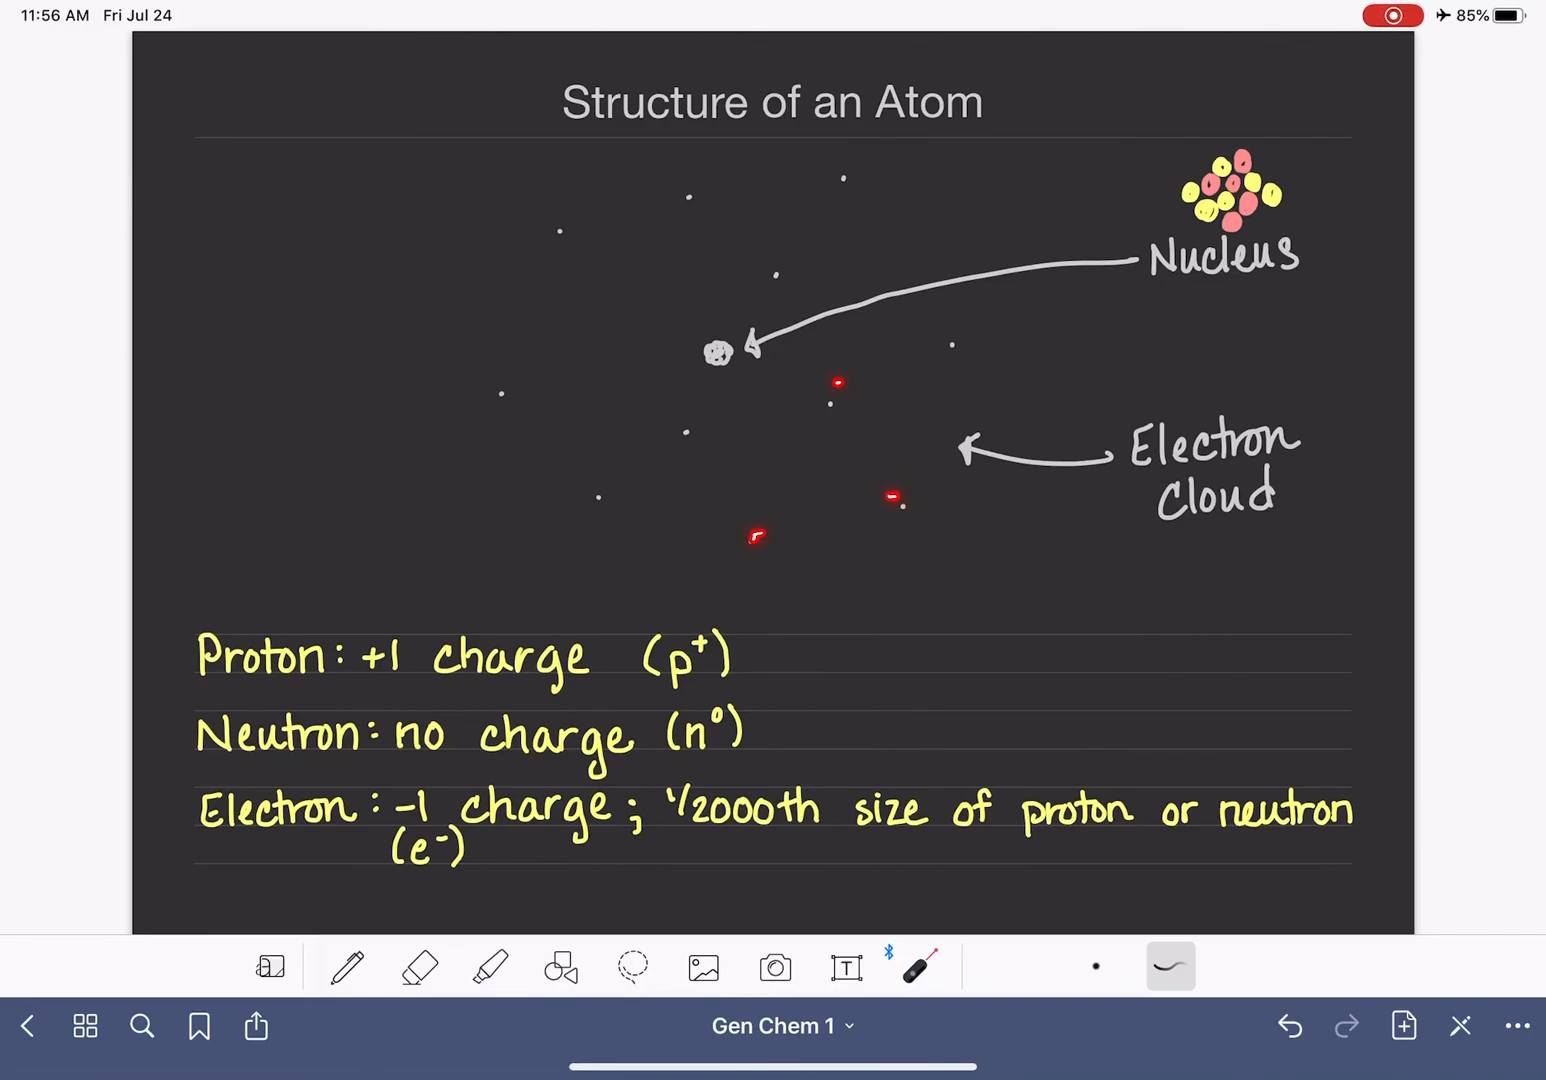 11:56 AM Fri Jul 24
85%
Structure of an Atom
Nucleus
Electron
Cloud
Proton: +1 charge (p⁺)
Neutron: no charge (n⁰)
Electron: -1 charge; 1/2000th size of proton or neutron
(e⁻)
T
Gen Chem 1